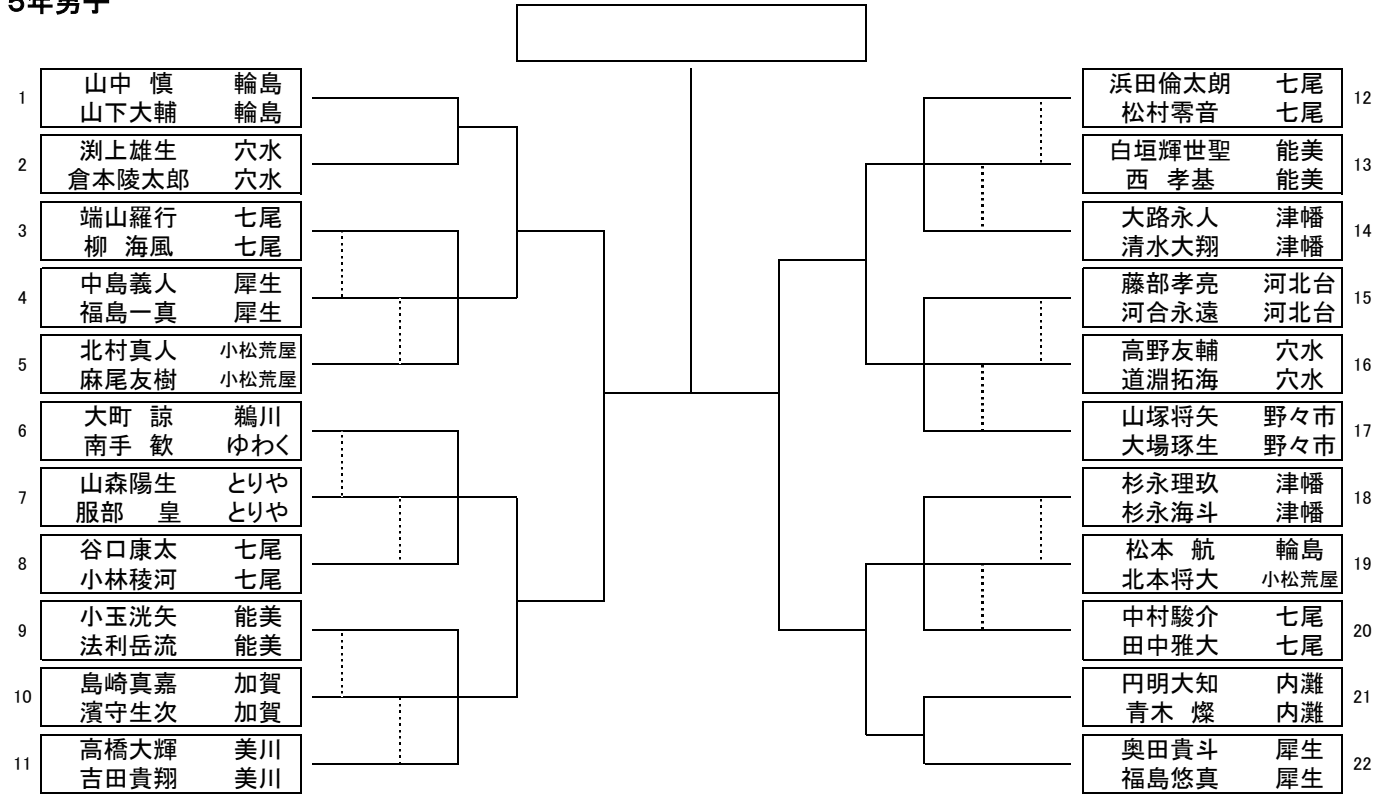 5年男子
1
山中 慎 輪島
山下大輔 輪島
2
渕上雄生 穴水
倉本陵太郎 穴水
3
端山羅行 七尾
柳 海風 七尾
4
中島義人 犀生
福島一真 犀生
5
北村真人 小松荒屋
麻尾友樹 小松荒屋
6
大町 諒 鵜川
南手 歓 ゆわく
7
山森陽生 とりや
服部 皇 とりや
8
谷口康太 七尾
小林稜河 七尾
9
小玉洸矢 能美
法利岳流 能美
10
島崎真嘉 加賀
濱守生次 加賀
11
高橋大輝 美川
吉田貴翔 美川
浜田倫太朗 七尾
松村零音 七尾
12
白垣輝世聖 能美
西 孝基 能美
13
大路永人 津幡
清水大翔 津幡
14
藤部孝亮 河北台
河合永遠 河北台
15
高野友輔 穴水
道淵拓海 穴水
16
山塚将矢 野々市
大場琢生 野々市
17
杉永理玖 津幡
杉永海斗 津幡
18
松本 航 輪島
北本将大 小松荒屋
19
中村駿介 七尾
田中雅大 七尾
20
円明大知 内灘
青木 燦 内灘
21
奥田貴斗 犀生
福島悠真 犀生
22